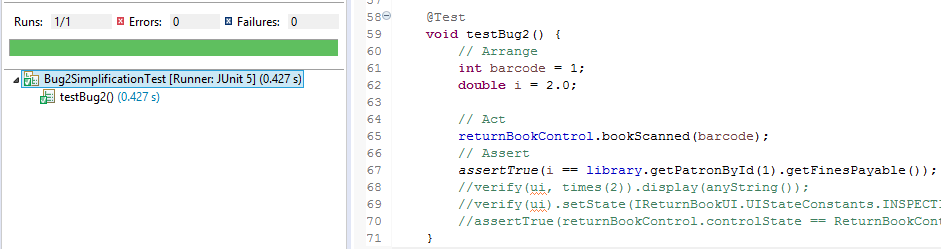 Runs: 1/1 Errors: 0 Failures: 0
Bug2SimplificationTest [Runner: JUnit 5] (0.427 s)
testBug2() (0.427 s)
57
58 @Test
59 void testBug2() {
60 // Arrange
61 int barcode = 1;
62 double i = 2.0;
63
64 // Act
65 returnBookControl.bookScanned(barcode);
66 // Assert
67 assertTrue(i == library.getPatronById(1).getFinesPayable());
68 //verify(ui, times(2)).display(anyString());
69 //verify(ui).setState(IReturnBookUI.UIStateConstants.INSPECTI
70 //assertTrue(returnBookControl.controlState == ReturnBookCont
71 }